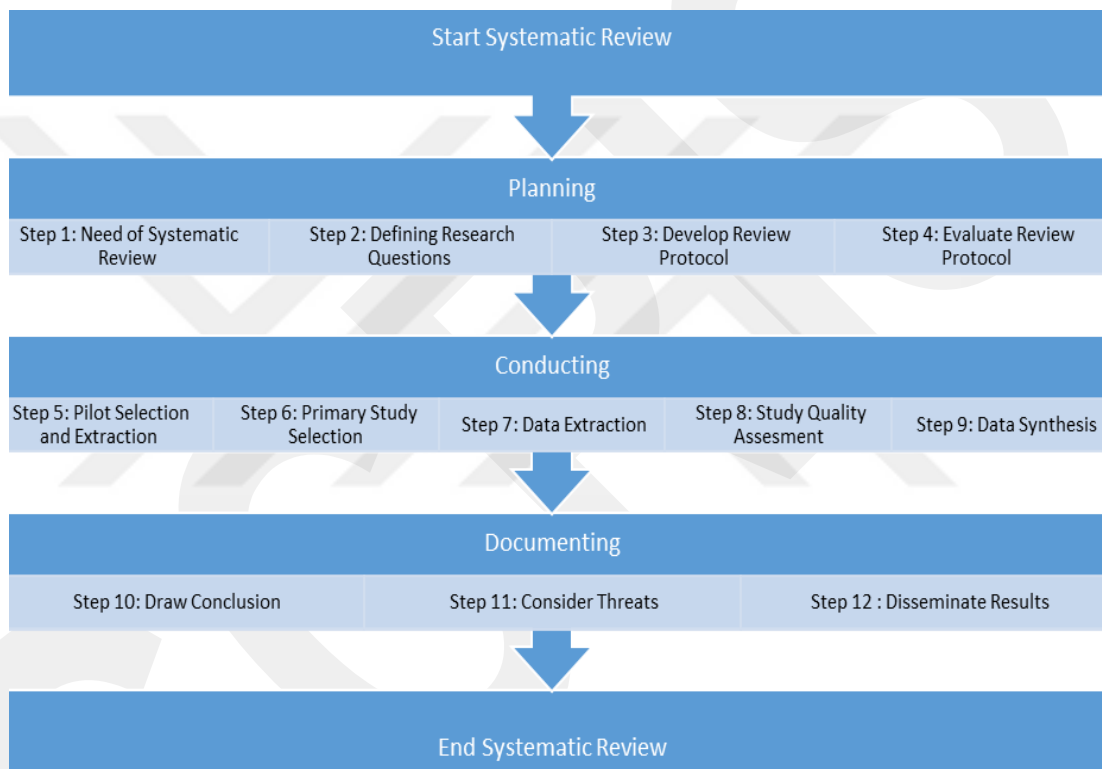 Start Systematic Review
Planning
Step 1: Need of Systematic
Review
Step 2: Defining Research
Questions
Step 3: Develop Review
Protocol
Step 4: Evaluate Review
Protocol
Conducting
Step 5: Pilot Selection
and Extraction
Step 6: Primary Study
Selection
Step 7: Data Extraction
Step 8: Study Quality
Assesment
Step 9: Data Synthesis
Documenting
Step 10: Draw Conclusion
Step 11: Consider Threats
Step 12 : Disseminate Results
End Systematic Review